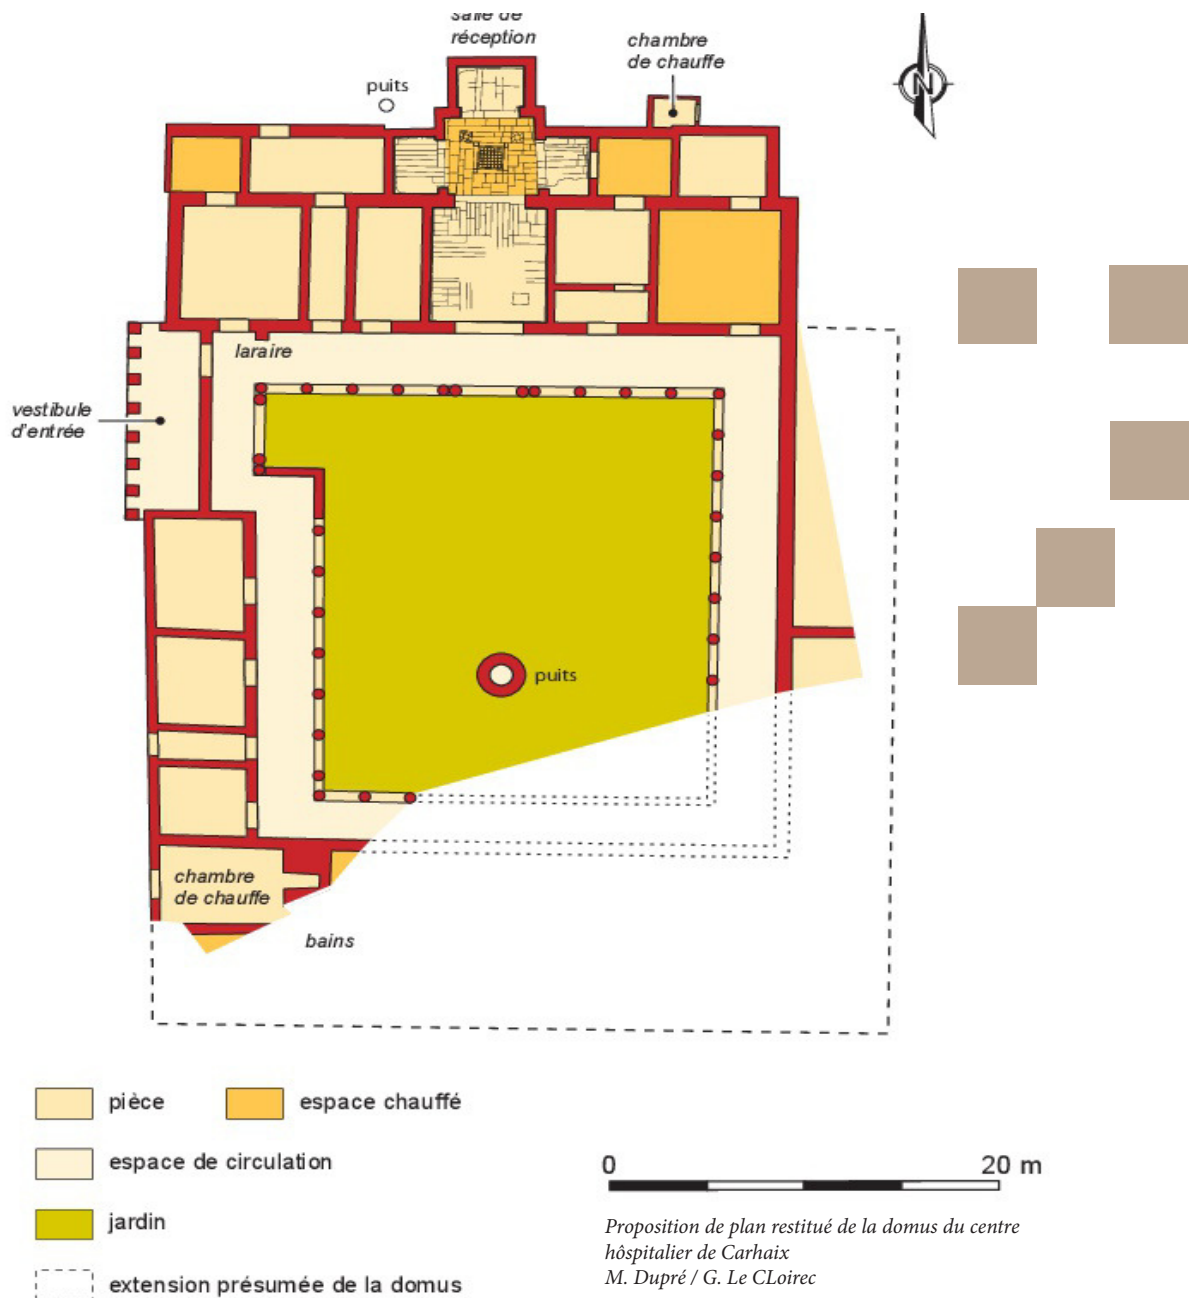 salle de
réception
chambre
de chauffe
puits
N
laraire
vestibule
d'entrée
puits
chambre
de chauffe
bains
pièce
espace chauffé
espace de circulation
jardin
extension présumée de la domus
0 20 m
Proposition de plan restitué de la domus du centre
hôspitalier de Carhaix
M. Dupré / G. Le CLoirec